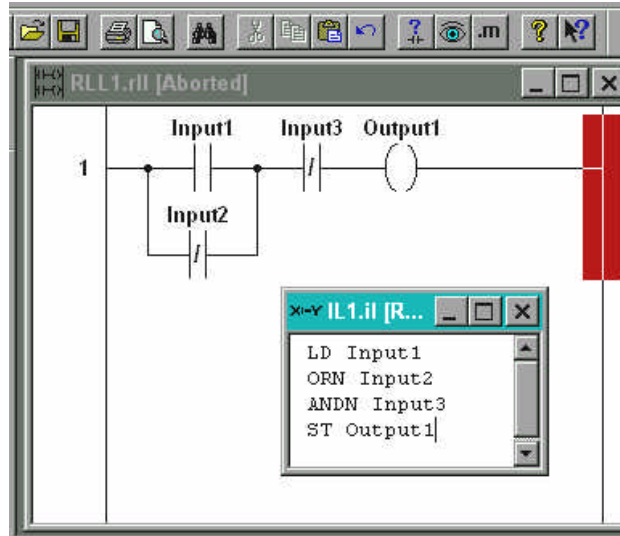 .m
RLL1.rll [Aborted]
Input1 Input3 Output1
1
Input2
IL1.il [R...
LD Input1
ORN Input2
ANDN Input3
ST Output1